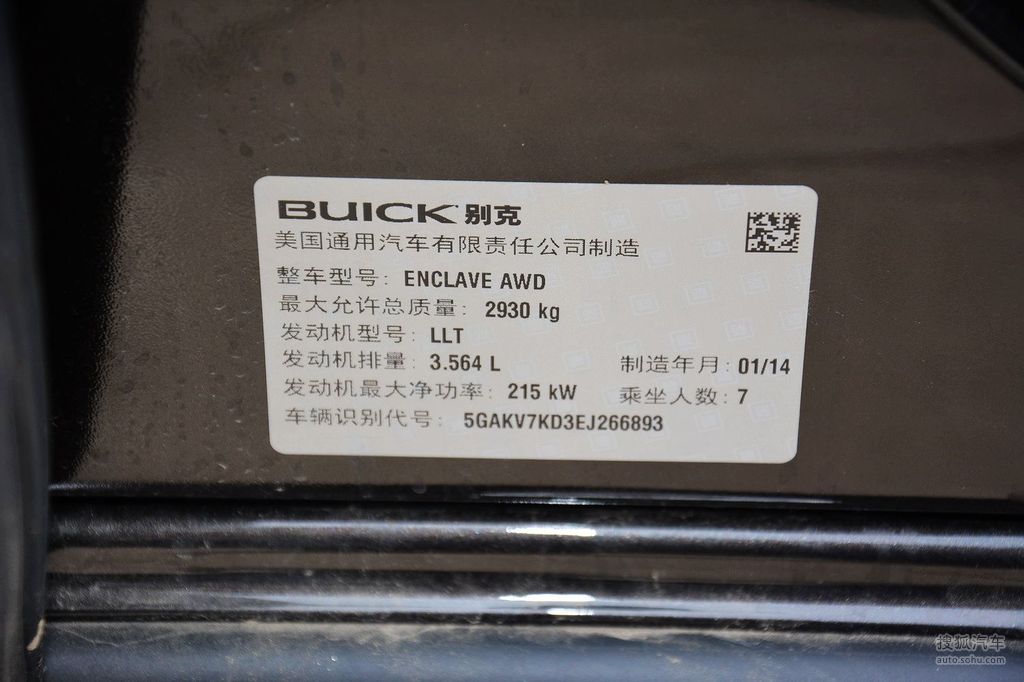 BUICK 别克
美国通用汽车有限责任公司制造
整车型号: ENCLAVE AWD
最大允许总质量: 2930 kg
发动机型号: LLT
发动机排量: 3.564 L 制造年月: 01/14
发动机最大净功率: 215 kW 乘坐人数: 7
车辆识别代号: 5GAKV7KD3EJ266893
搜狐汽车
auto.sohu.com